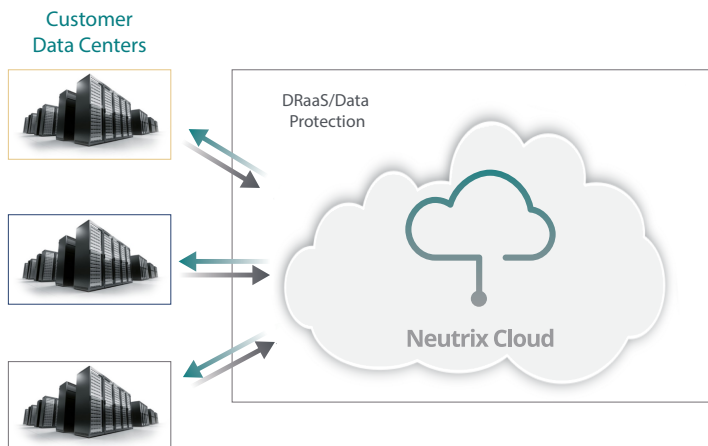 Customer
Data Centers
DRaaS/Data
Protection
Neutrix Cloud